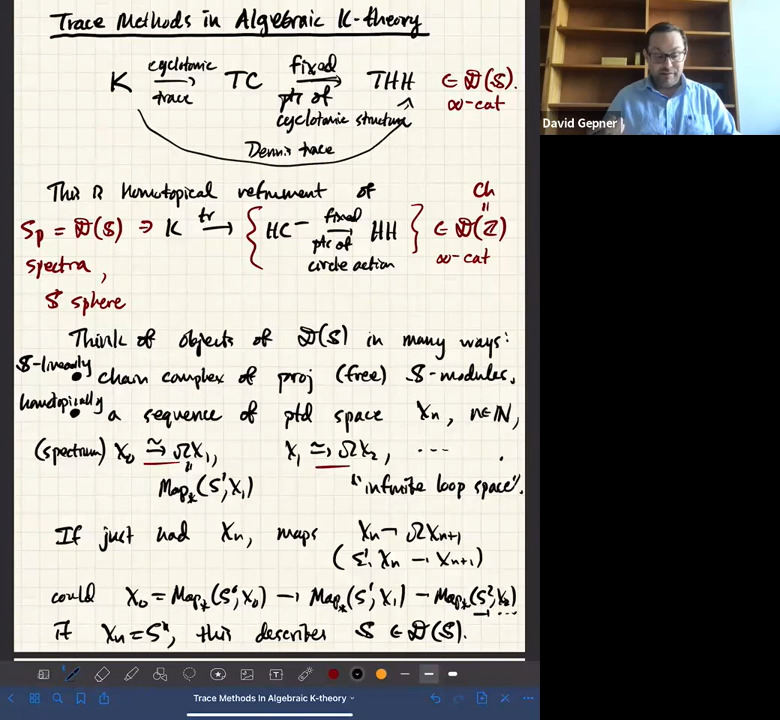 Trace Methods in Algebraic K-theory
K cyclotomic trace → TC fixed pts of cyclotomic structure → THH ∈ 𝒟(𝕊). ∞-cat
Dennis trace
This is homotopical refinement of
Sp = 𝒟(𝕊) ∋ K tr → { HC⁻ fixed pts of circle action → HH } ∈ 𝒟(ℤ) = Ch ∞-cat
spectra,
𝕊 sphere
Think of objects of 𝒟(𝕊) in many ways:
𝕊-linearly • chain complex of proj (free) 𝕊-modules,
homotopically • a sequence of ptd space Xn, n∈ℕ,
(spectrum) X₀ ≃→ ΩX₁, X₁ ≃→ ΩX₂, ⋯ .
= Map⁎(S¹, X₁) "infinite loop space".
If just had Xn, maps Xn → ΩXn+1
(Σ Xn → Xn+1)
could X₀ = Map⁎(S⁰, X₀) → Map⁎(S¹, X₁) → Map⁎(S², X₂) → ⋯
If Xn = Sⁿ, this describes 𝕊 ∈ 𝒟(𝕊).
David Gepner
Trace Methods In Algebraic K-theory